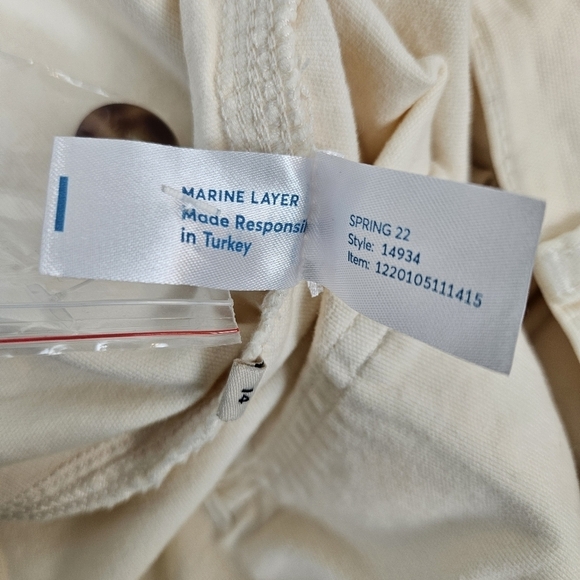 MARINE LAYER
Made Responsi
in Turkey
SPRING 22
Style: 14934
Item: 1220105111415
14